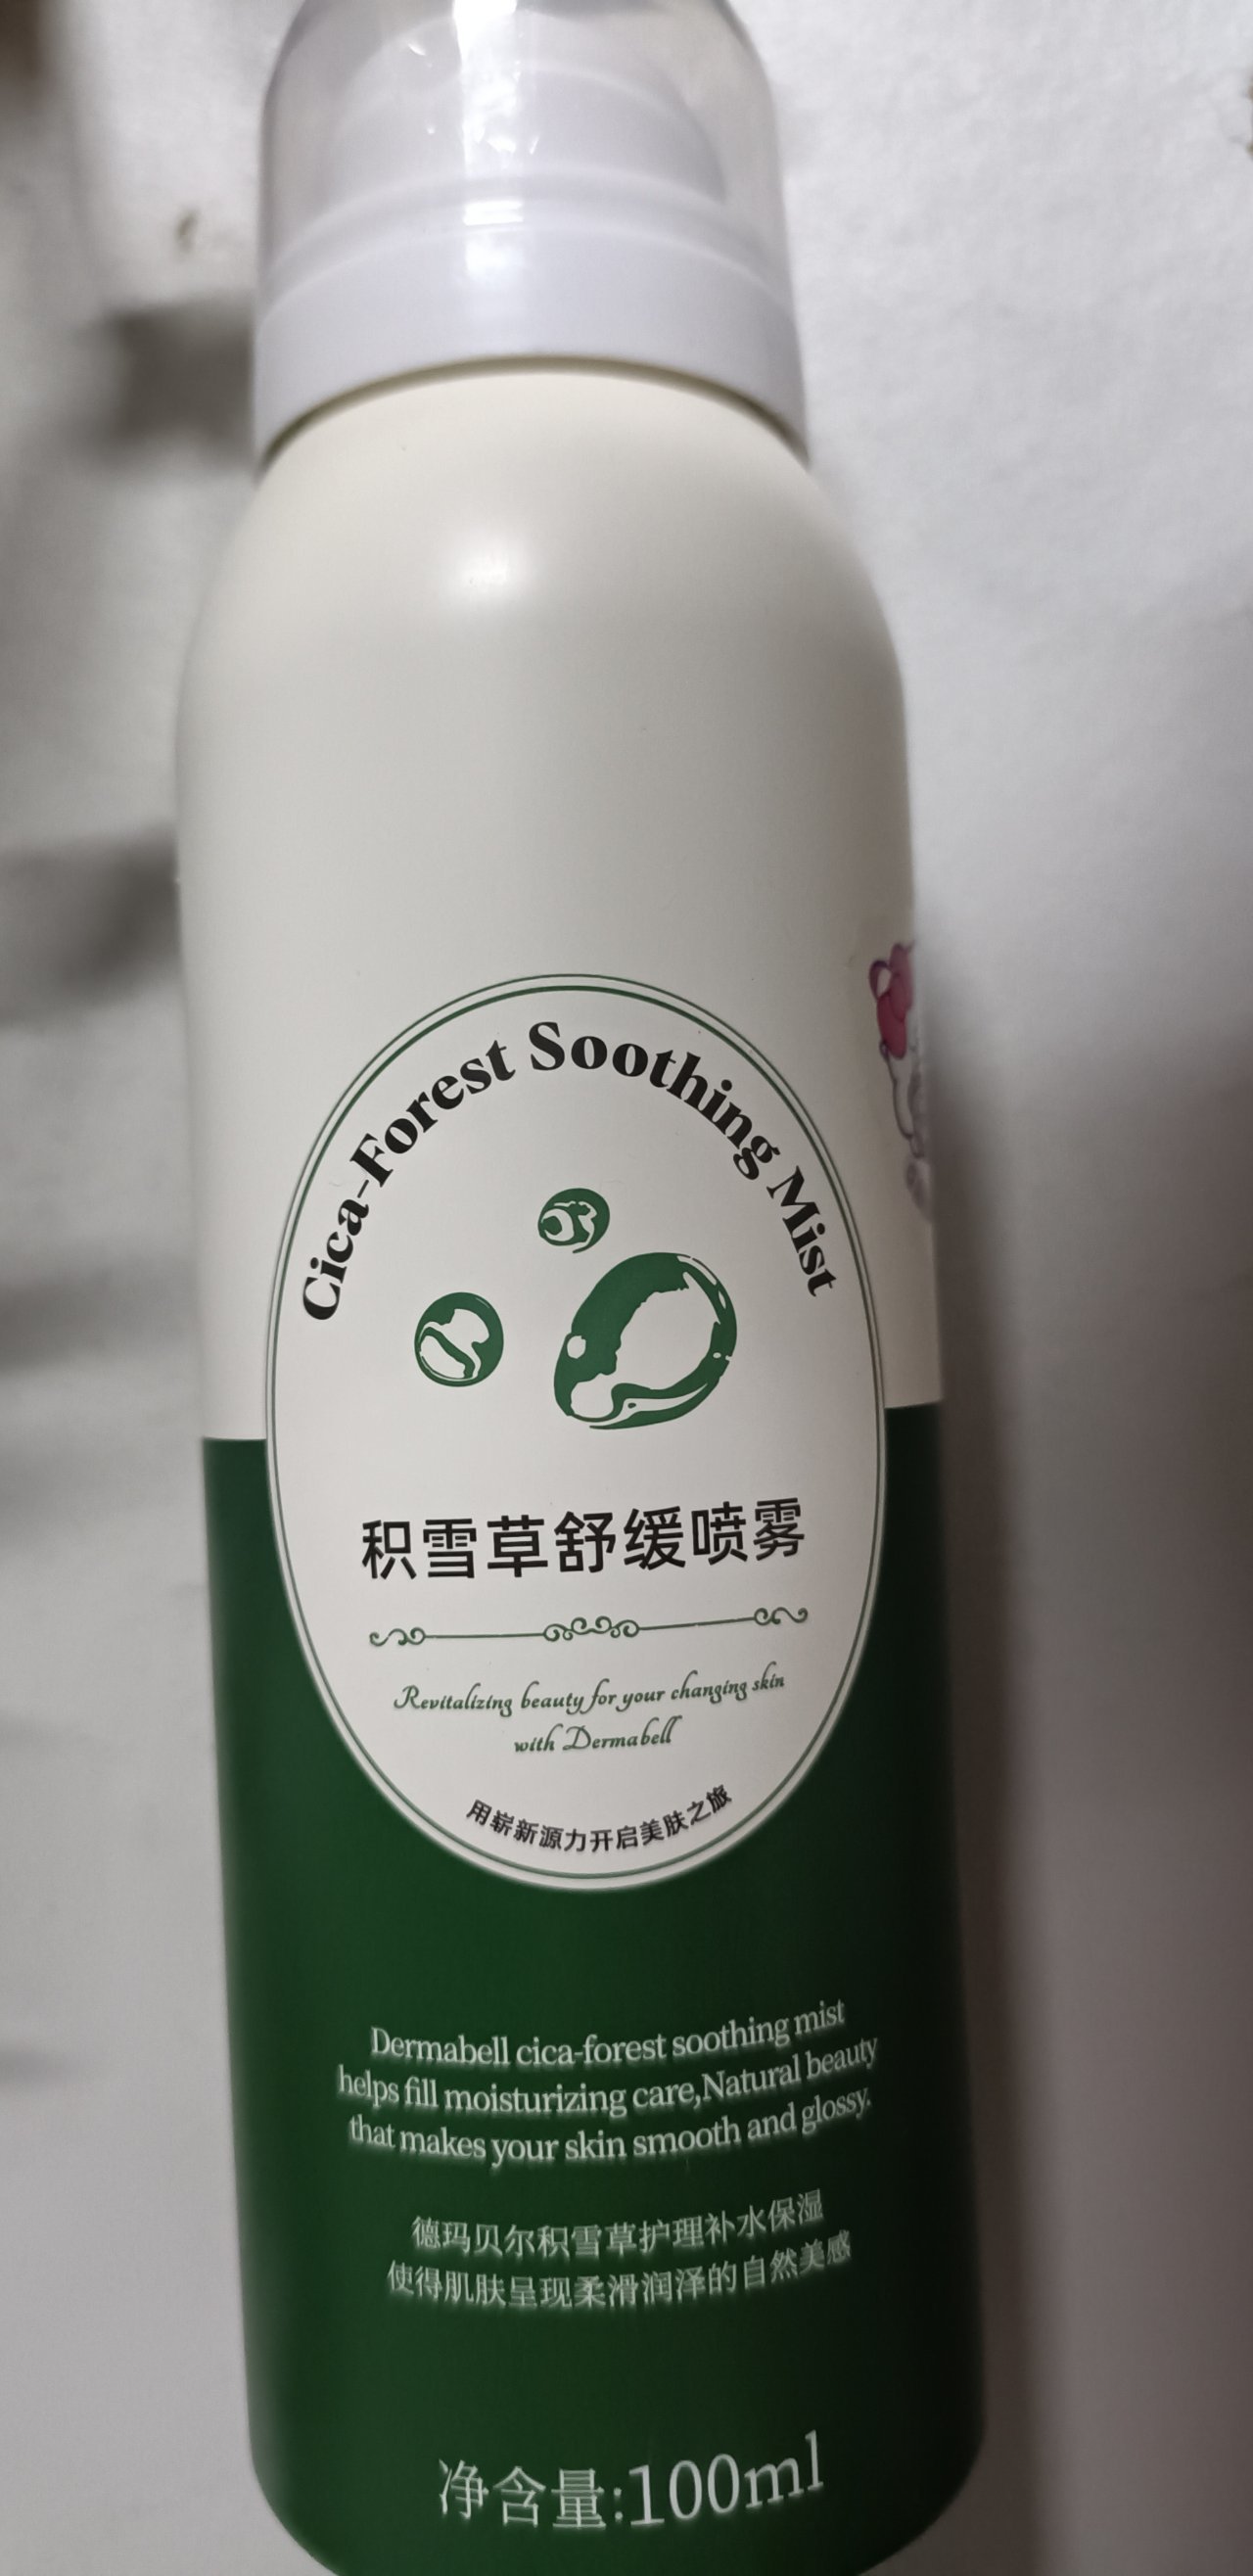 Cica-Forest Soothing Mist
积雪草舒缓喷雾
Revitalizing beauty for your changing skin
with Dermabell
用崭新源力开启美肤之旅
Dermabell cica-forest soothing mist
helps fill moisturizing care,Natural beauty
that makes your skin smooth and glossy.
德玛贝尔积雪草护理补水保湿
使得肌肤呈现柔滑润泽的自然美感
净含量:100ml